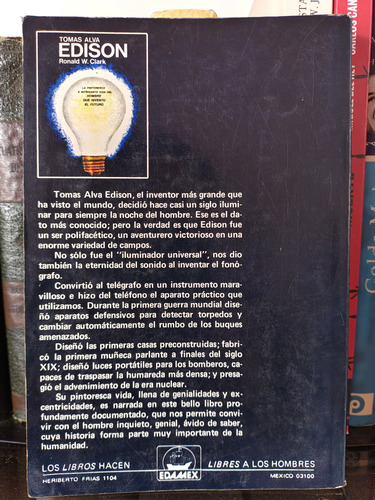 TOMAS ALVA
EDISON
Ronald W. Clark
LA PINTORESCA
E INTRIGANTE VIDA DEL
HOMBRE
QUE INVENTO
EL FUTURO
Tomas Alva Edison, el inventor más grande que
ha visto el mundo, decidió hace casi un siglo ilumi-
nar para siempre la noche del hombre. Ese es el da-
to más conocido; pero la verdad es que Edison fue
un ser polifacético, un aventurero victorioso en una
enorme variedad de campos.
No sólo fue el "iluminador universal", nos dio
también la eternidad del sonido al inventar el fonó-
grafo.
Convirtió al telégrafo en un instrumento mara-
villoso e hizo del teléfono el aparato práctico que
utilizamos. Durante la primera guerra mundial dise-
ñó aparatos defensivos para detectar torpedos y
cambiar automáticamente el rumbo de los buques
amenazados.
Diseñó las primeras casas preconstruidas; fabri-
có la primera muñeca parlante a finales del siglo
XIX; diseñó luces portátiles para los bomberos, capa-
ces de traspasar la humareda más densa; y presa-
gió el advenimiento de la era nuclear.
Su pintoresca vida, llena de genialidades y ex-
centricidades, es narrada en este bello libro pro-
fundamente documentado, que nos permite convi-
vir con el hombre inquieto, genial, ávido de saber,
cuya historia forma parte muy importante de la
humanidad.
LOS LIBROS HACEN
LIBRES A LOS HOMBRES
HERIBERTO FRIAS 1104
EDAMEX
MEXICO 03100
CARLOS